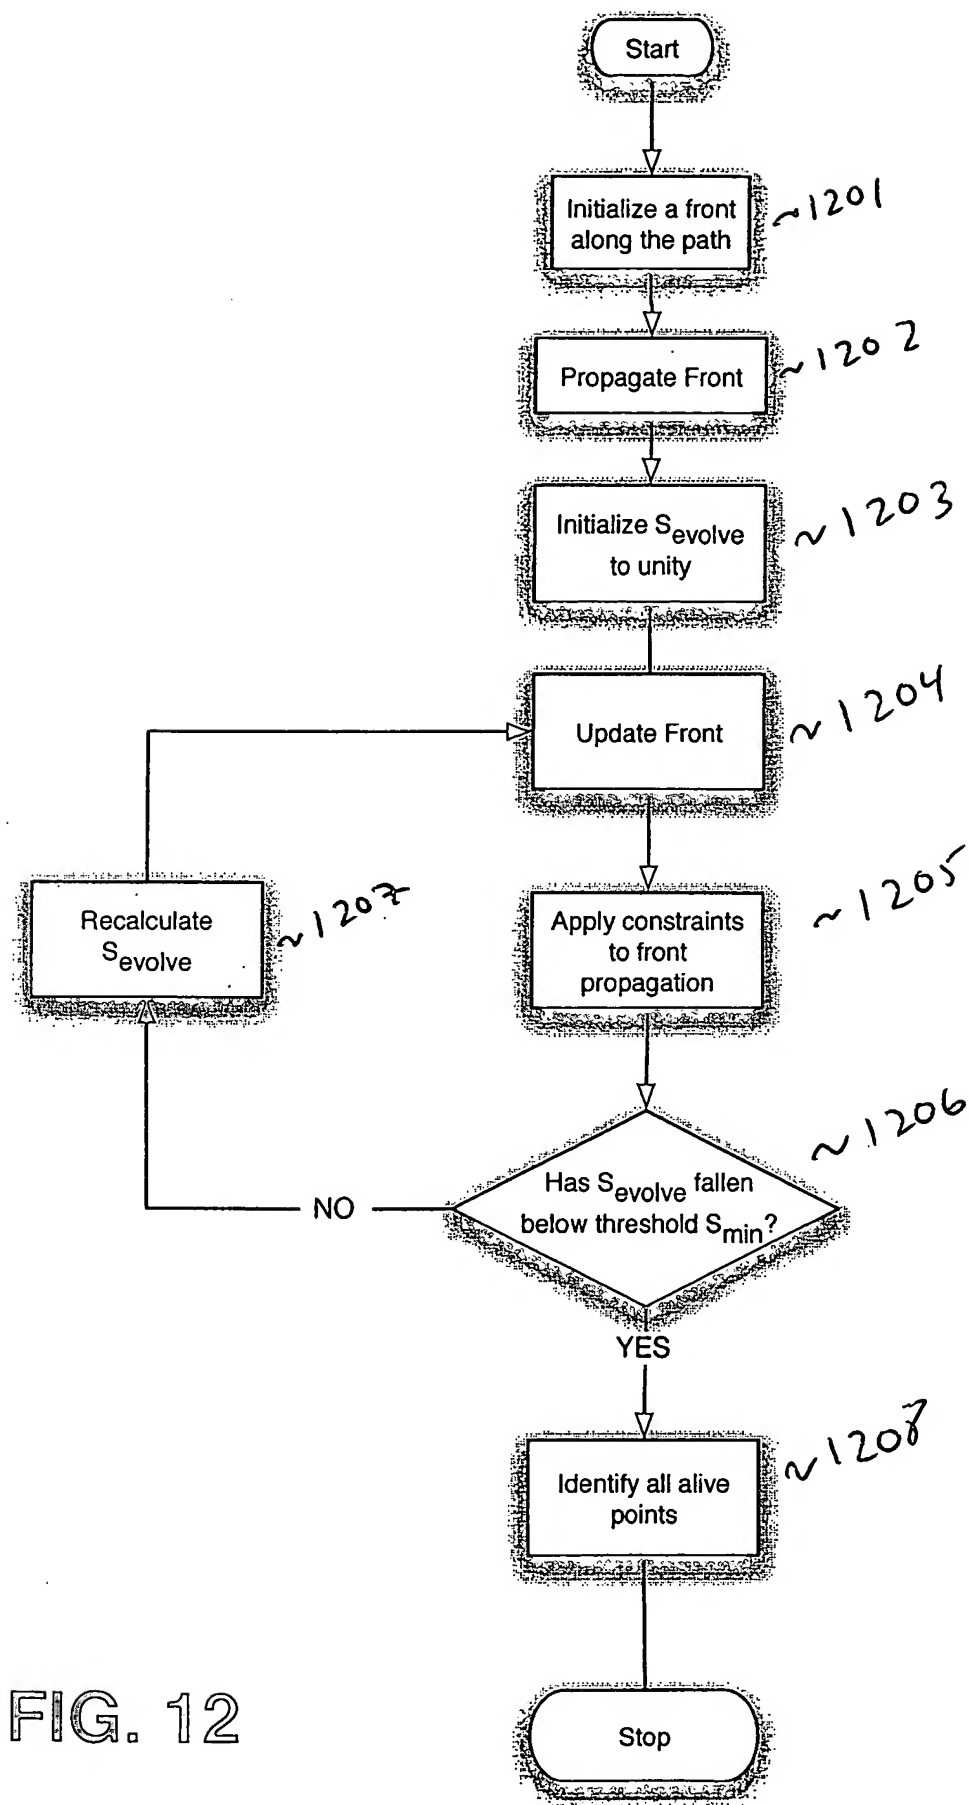 Start
Initialize a front
along the path
~1201
Propagate Front
~1202
Initialize Sevolve
to unity
~1203
Update Front
~1204
Apply constraints
to front
propagation
~1205
Recalculate
Sevolve
~1207
Has Sevolve fallen
below threshold Smin?
~1206
NO
YES
Identify all alive
points
~1208
Stop
FIG. 12